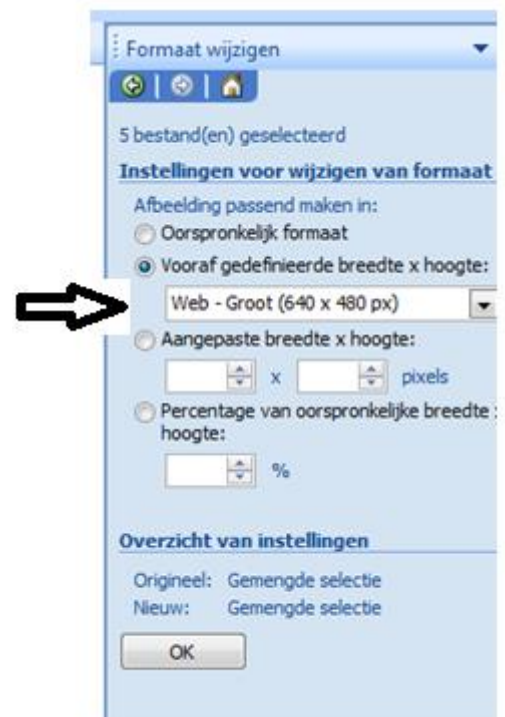 Formaat wijzigen
5 bestand(en) geselecteerd
Instellingen voor wijzigen van formaat
Afbeelding passend maken in:
Oorspronkelijk formaat
Vooraf gedefinieerde breedte x hoogte:
Web - Groot (640 x 480 px)
Aangepaste breedte x hoogte:
x pixels
Percentage van oorspronkelijke breedte :
hoogte:
%
Overzicht van instellingen
Origineel: Gemengde selectie
Nieuw: Gemengde selectie
OK